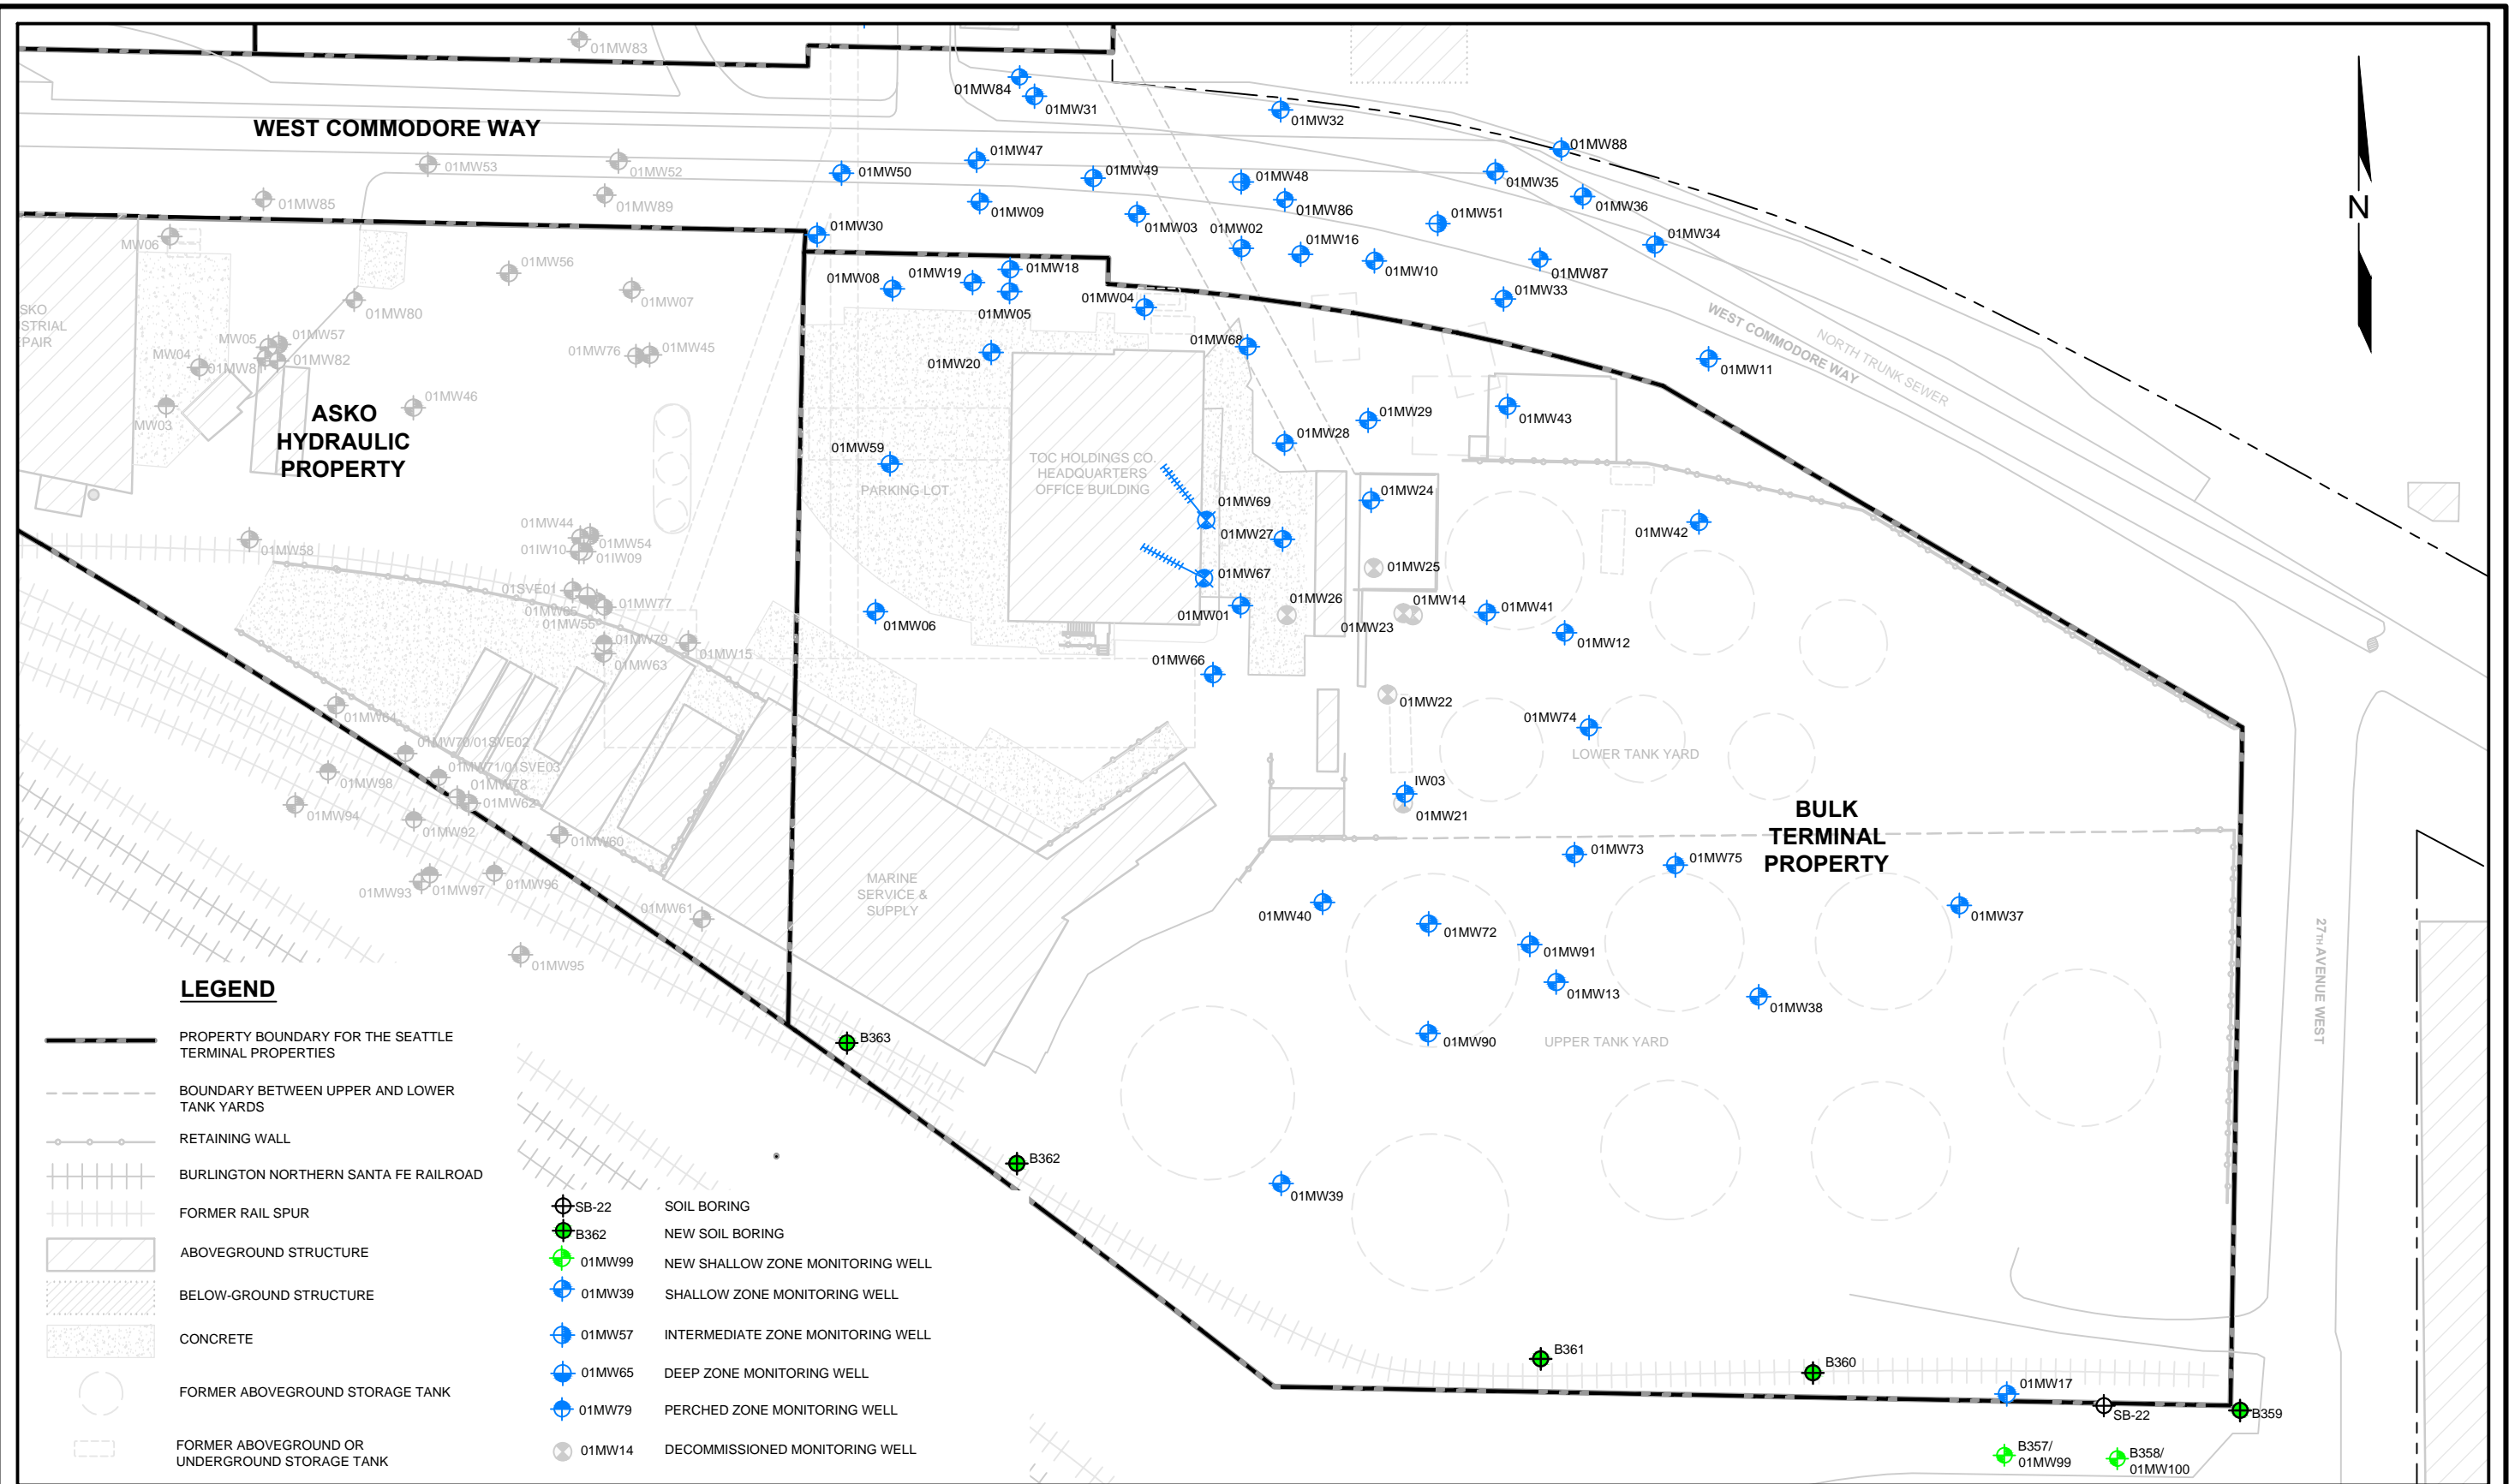 01MW83
01MW84
01MW31
01MW32
WEST COMMODORE WAY
01MW88
01MW53
01MW52
01MW47
01MW50
01MW49
01MW48
01MW35
01MW85
01MW89
01MW09
01MW86
01MW36
01MW03
01MW51
01MW30
01MW02
MW06
01MW16
01MW34
01MW56
01MW19
01MW18
01MW10
01MW87
01MW08
01MW07
01MW04
01MW33
01MW80
01MW05
SKO
STRIAL
PAIR
WEST COMMODORE WAY
NORTH TRUNK SEWER
N
MW05
01MW57
01MW68
MW04
01MW82
01MW76
01MW45
01MW20
01MW11
01MW81
01MW46
MW03
ASKO
HYDRAULIC
PROPERTY
01MW29
01MW43
01MW28
01MW59
TOC HOLDINGS CO.
HEADQUARTERS
OFFICE BUILDING
PARKING LOT
01MW24
01MW69
01MW44
01MW54
01MW27
01MW42
01MW58
01IW10
01IW09
01MW67
01MW25
01SVE01
01MW77
01MW85
01MW26
01MW14
01MW41
01MW55
01MW06
01MW01
01MW23
01MW79
01MW12
01MW15
01MW63
01MW66
01MW22
01MW64
01MW74
01MW70/01SVE02
LOWER TANK YARD
01MW71/01SVE03
01MW98
01MW78
IW03
01MW62
01MW94
01MW21
BULK
TERMINAL
PROPERTY
01MW92
01MW60
01MW73
01MW75
MARINE
SERVICE &
SUPPLY
01MW93
01MW97
01MW96
01MW61
01MW40
01MW37
01MW72
27TH AVENUE WEST
01MW91
01MW95
01MW13
01MW38
01MW90
UPPER TANK YARD
B363
B362
01MW39
B361
B360
01MW17
SB-22
B359
B357/
01MW99
B358/
01MW100
LEGEND
PROPERTY BOUNDARY FOR THE SEATTLE
TERMINAL PROPERTIES
BOUNDARY BETWEEN UPPER AND LOWER
TANK YARDS
RETAINING WALL
BURLINGTON NORTHERN SANTA FE RAILROAD
FORMER RAIL SPUR
ABOVEGROUND STRUCTURE
BELOW-GROUND STRUCTURE
CONCRETE
FORMER ABOVEGROUND STORAGE TANK
FORMER ABOVEGROUND OR
UNDERGROUND STORAGE TANK
SB-22 SOIL BORING
B362 NEW SOIL BORING
01MW99 NEW SHALLOW ZONE MONITORING WELL
01MW39 SHALLOW ZONE MONITORING WELL
01MW57 INTERMEDIATE ZONE MONITORING WELL
01MW65 DEEP ZONE MONITORING WELL
01MW79 PERCHED ZONE MONITORING WELL
01MW14 DECOMMISSIONED MONITORING WELL